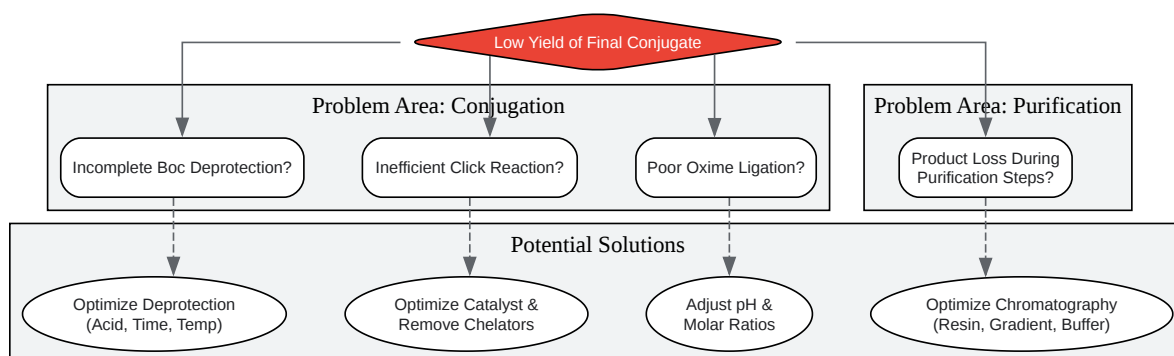 Low Yield of Final Conjugate
Problem Area: Conjugation
Problem Area: Purification
Incomplete Boc Deprotection?
Inefficient Click Reaction?
Poor Oxime Ligation?
Product Loss During
Purification Steps?
Potential Solutions
Optimize Deprotection
(Acid, Time, Temp)
Optimize Catalyst &
Remove Chelators
Adjust pH &
Molar Ratios
Optimize Chromatography
(Resin, Gradient, Buffer)